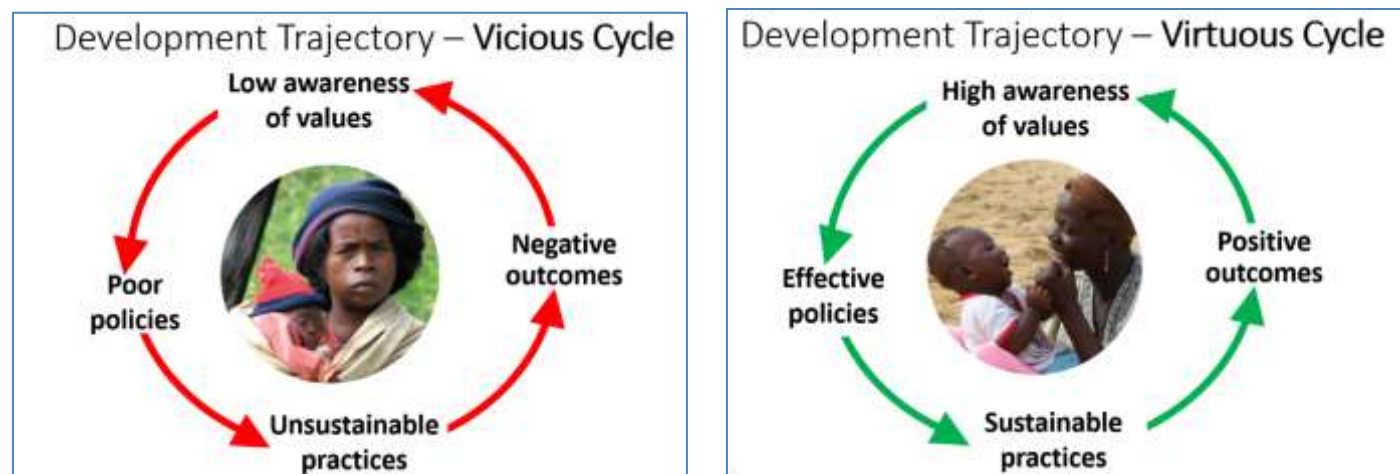 Development Trajectory – Vicious Cycle
Low awareness
of values
Poor
policies
Unsustainable
practices
Negative
outcomes
Development Trajectory – Virtuous Cycle
High awareness
of values
Effective
policies
Sustainable
practices
Positive
outcomes